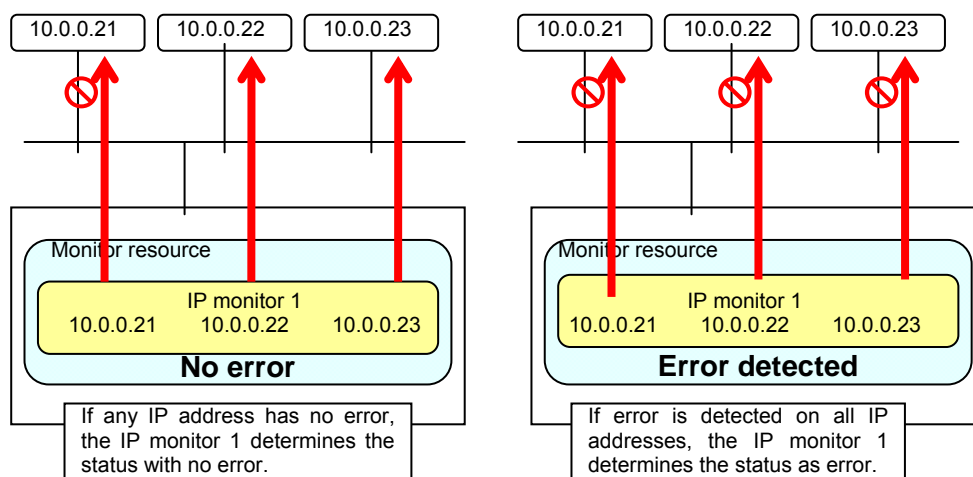 10.0.0.21 10.0.0.22 10.0.0.23
Monitor resource
IP monitor 1
10.0.0.21 10.0.0.22 10.0.0.23
No error
If any IP address has no error,
the IP monitor 1 determines the
status with no error.
10.0.0.21 10.0.0.22 10.0.0.23
Monitor resource
IP monitor 1
10.0.0.21 10.0.0.22 10.0.0.23
Error detected
If error is detected on all IP
addresses, the IP monitor 1
determines the status as error.